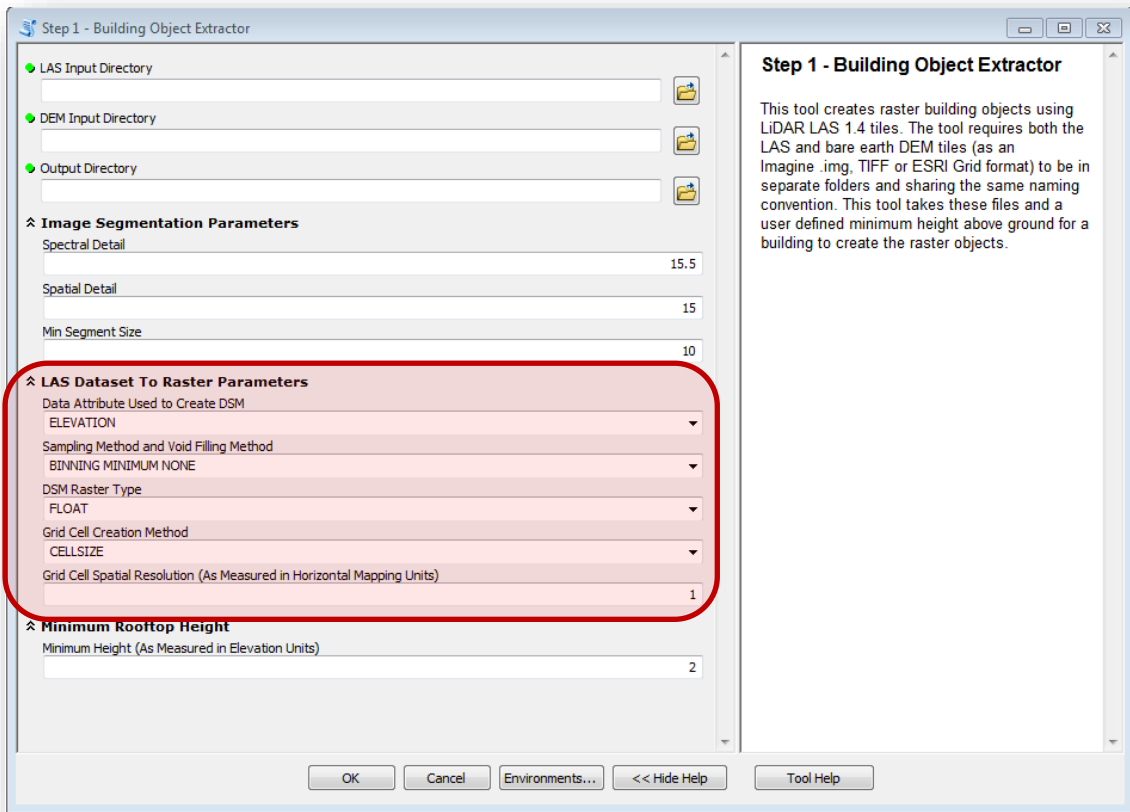 Step 1 - Building Object Extractor
LAS Input Directory
DEM Input Directory
Output Directory
Image Segmentation Parameters
Spectral Detail
15.5
Spatial Detail
15
Min Segment Size
10
LAS Dataset To Raster Parameters
Data Attribute Used to Create DSM
ELEVATION
Sampling Method and Void Filling Method
BINNING MINIMUM NONE
DSM Raster Type
FLOAT
Grid Cell Creation Method
CELLSIZE
Grid Cell Spatial Resolution (As Measured in Horizontal Mapping Units)
1
Minimum Rooftop Height
Minimum Height (As Measured in Elevation Units)
2
Step 1 - Building Object Extractor
This tool creates raster building objects using
LiDAR LAS 1.4 tiles. The tool requires both the
LAS and bare earth DEM tiles (as an
Imagine .img, TIFF or ESRI Grid format) to be in
separate folders and sharing the same naming
convention. This tool takes these files and a
user defined minimum height above ground for a
building to create the raster objects.
OK
Cancel
Environments...
<< Hide Help
Tool Help